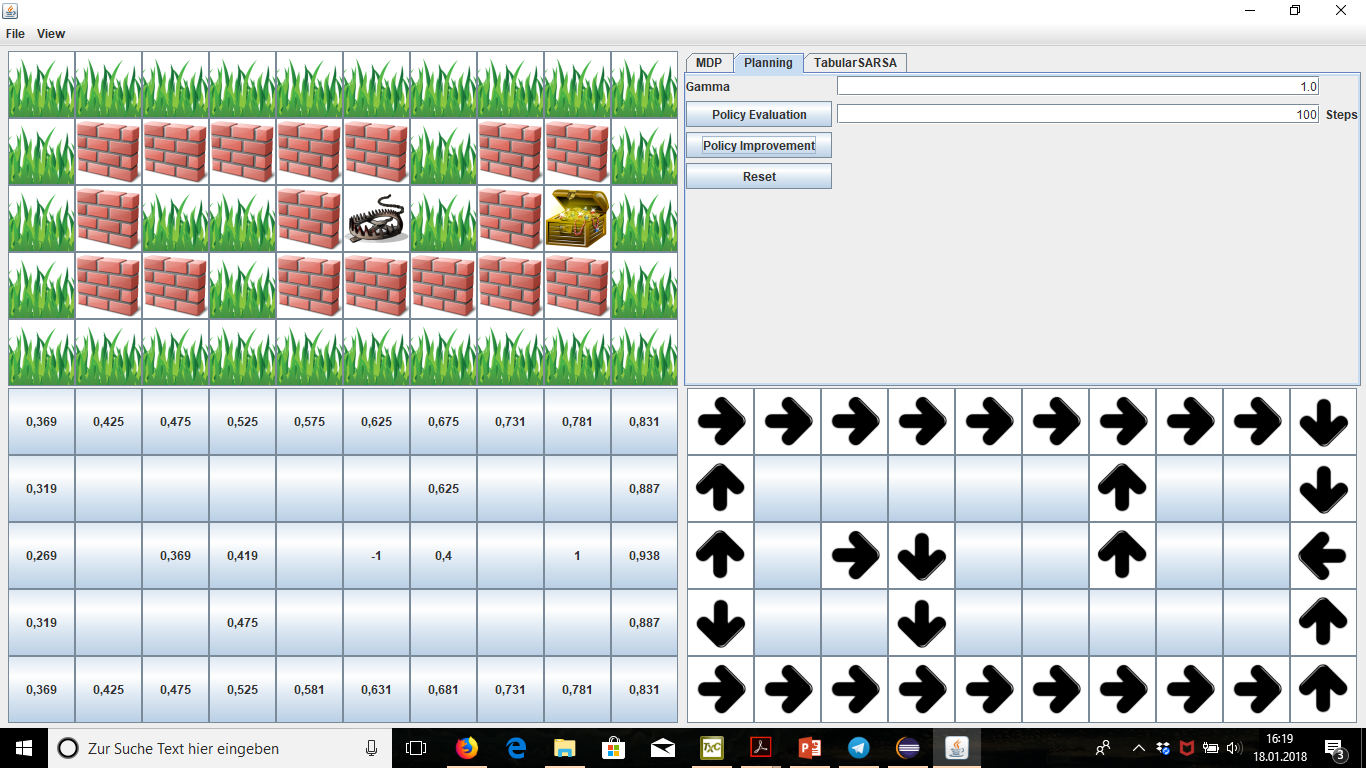 File View
MDP Planning TabularSARSA
Gamma 1.0
Policy Evaluation 100 Steps
Policy Improvement
Reset
0,369 0,425 0,475 0,525 0,575 0,625 0,675 0,731 0,781 0,831
0,319 0,625 0,887
0,269 0,369 0,419 -1 0,4 1 0,938
0,319 0,475 0,887
0,369 0,425 0,475 0,525 0,581 0,631 0,681 0,731 0,781 0,831
Zur Suche Text hier eingeben
TXC
16:19
18.01.2018
3